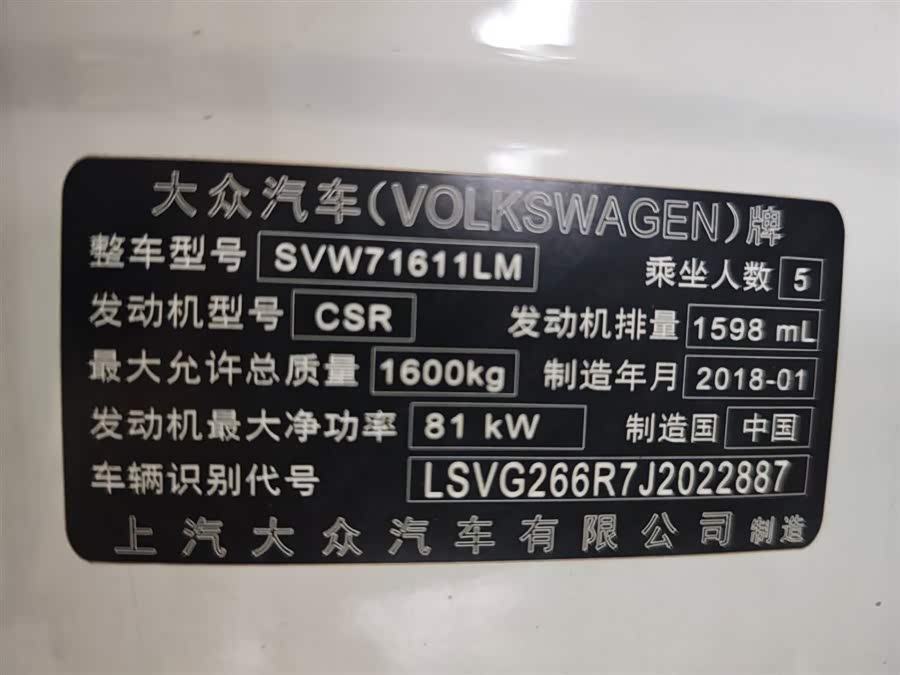 大众汽车(VOLKSWAGEN)牌
整车型号 SVW71611LM 乘坐人数 5
发动机型号 CSR 发动机排量 1598 mL
最大允许总质量 1600kg 制造年月 2018-01
发动机最大净功率 81 kW 制造国 中国
车辆识别代号 LSVG266R7J2022887
上汽大众汽车有限公司 制造